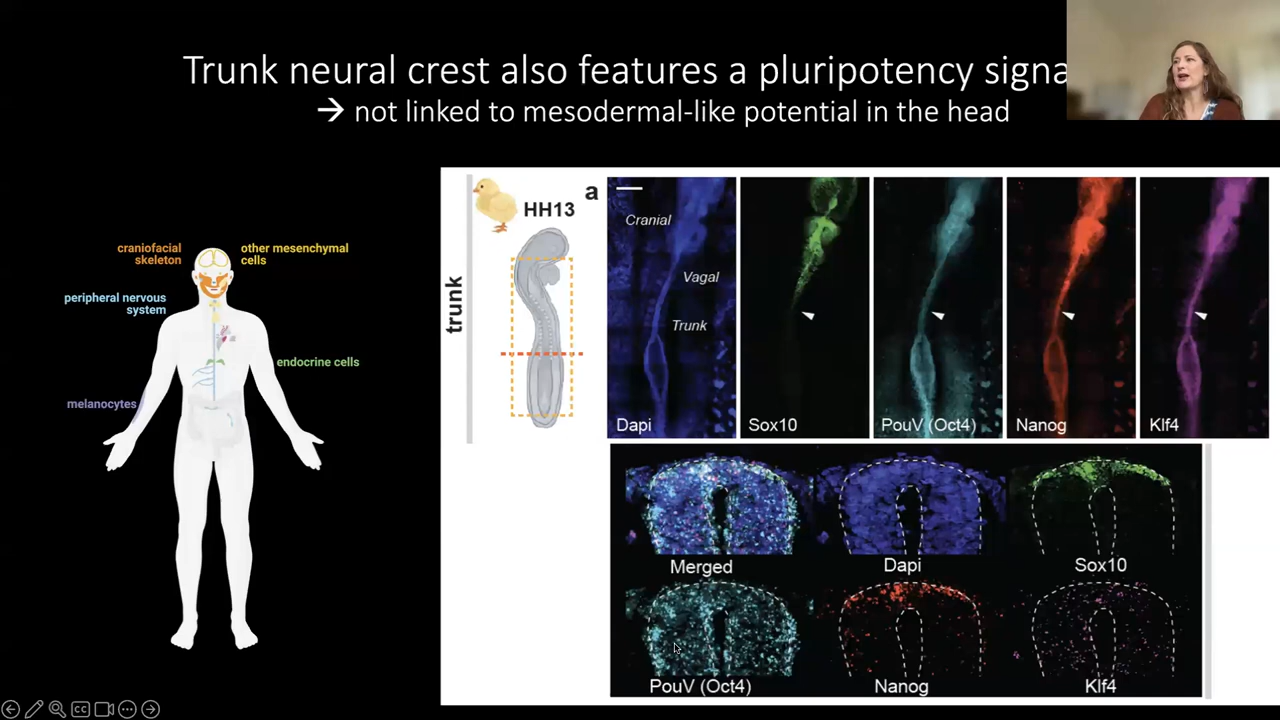 Trunk neural crest also features a pluripotency signa
→ not linked to mesodermal-like potential in the head
craniofacial
skeleton
other mesenchymal
cells
peripheral nervous
system
endocrine cells
melanocytes
trunk
HH13
a
Cranial
Vagal
Trunk
Dapi
Sox10
PouV (Oct4)
Nanog
Klf4
Merged
Dapi
Sox10
PouV (Oct4)
Nanog
Klf4
CC